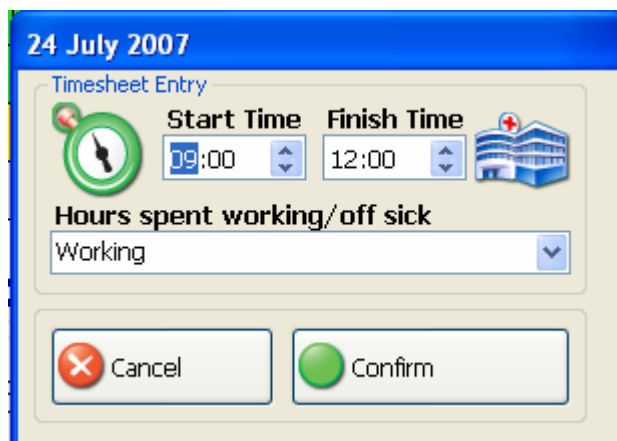 24 July 2007
Timesheet Entry
Start Time Finish Time
09:00 12:00
Hours spent working/off sick
Working
Cancel Confirm